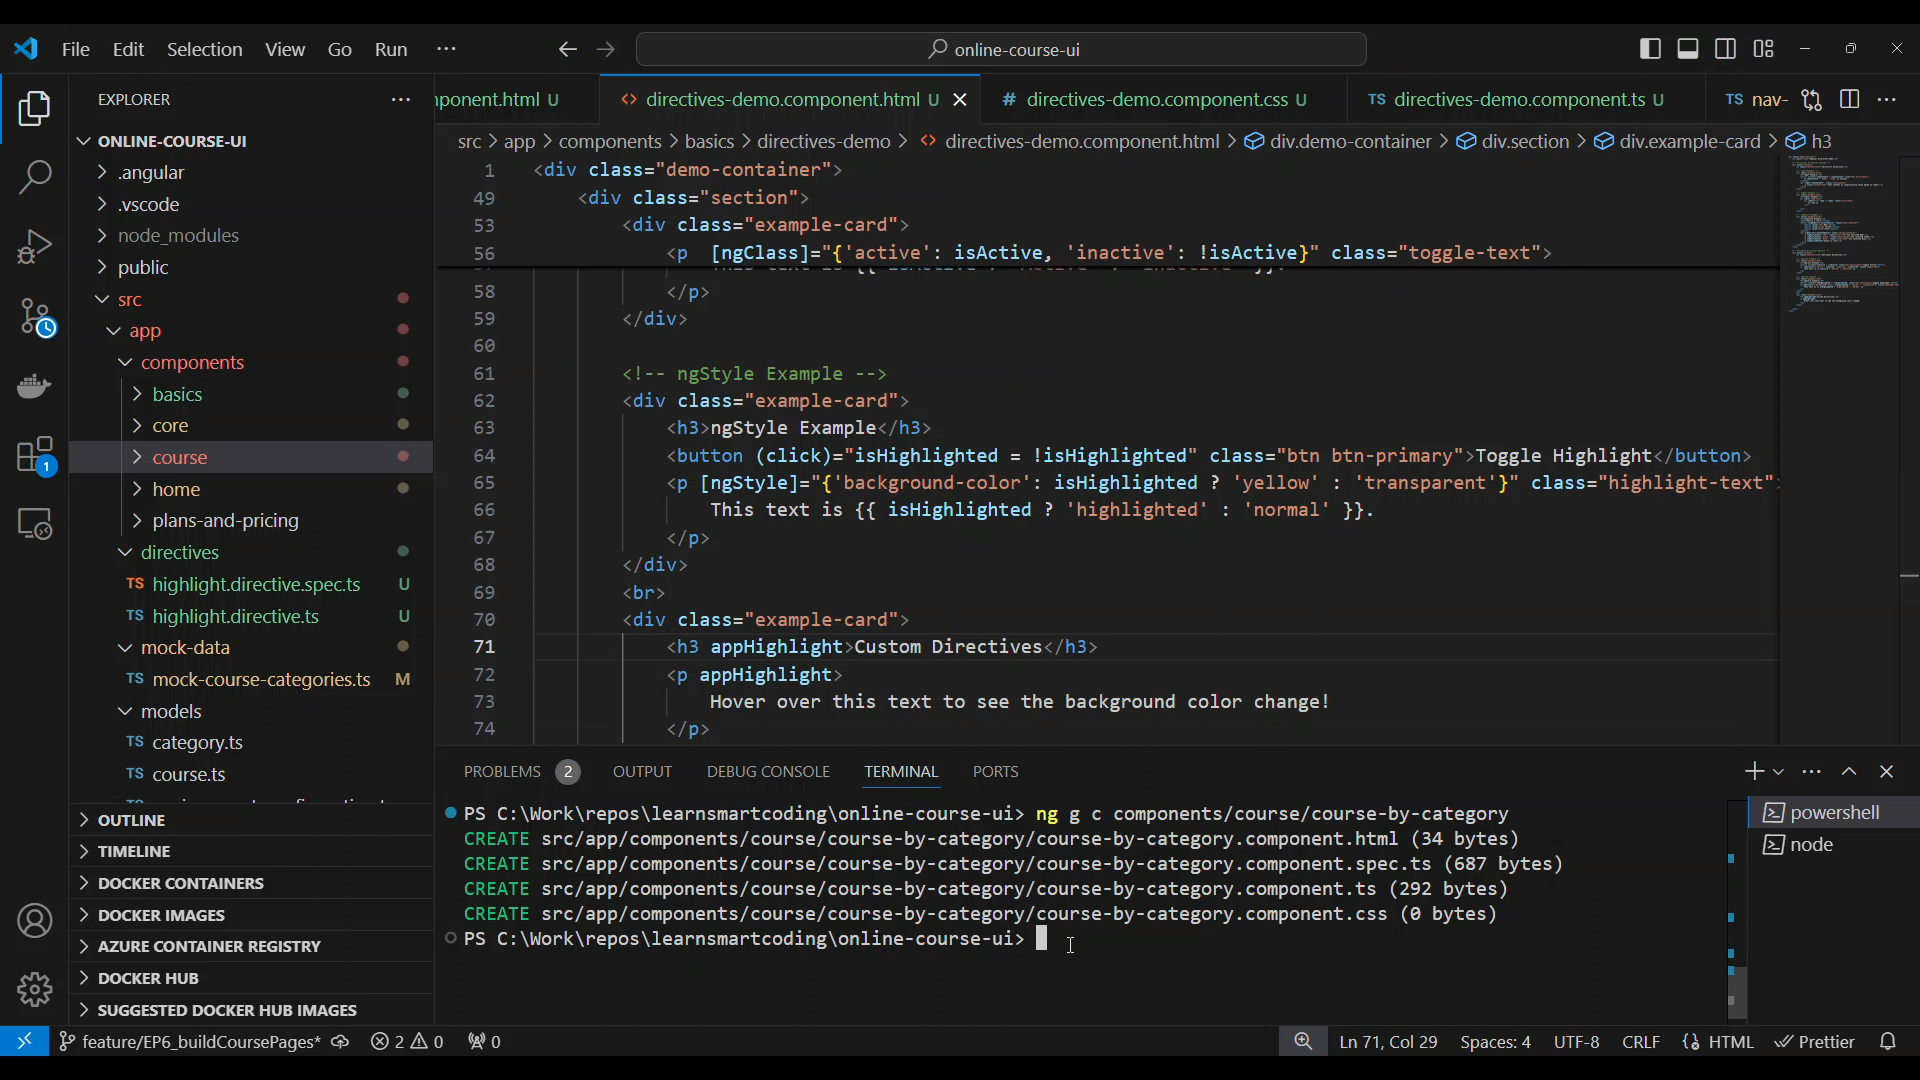 File Edit Selection View Go Run ···
online-course-ui
EXPLORER
ONLINE-COURSE-UI
.angular
.vscode
node_modules
public
src
app
components
basics
core
course
home
plans-and-pricing
directives
TS highlight.directive.spec.ts U
TS highlight.directive.ts U
mock-data
TS mock-course-categories.ts M
models
TS category.ts
TS course.ts
OUTLINE
TIMELINE
DOCKER CONTAINERS
DOCKER IMAGES
AZURE CONTAINER REGISTRY
DOCKER HUB
SUGGESTED DOCKER HUB IMAGES
1
nponent.html U
<> directives-demo.component.html U
# directives-demo.component.css U
TS directives-demo.component.ts U
TS nav-
src > app > components > basics > directives-demo > <> directives-demo.component.html > div.demo-container > div.section > div.example-card > h3
1 <div class="demo-container">
49 <div class="section">
53 <div class="example-card">
56 <p [ngClass]="{'active': isActive, 'inactive': !isActive}" class="toggle-text">
58 </p>
59 </div>
60
61 <!-- ngStyle Example -->
62 <div class="example-card">
63 <h3>ngStyle Example</h3>
64 <button (click)="isHighlighted = !isHighlighted" class="btn btn-primary">Toggle Highlight</button>
65 <p [ngStyle]="{'background-color': isHighlighted ? 'yellow' : 'transparent'}" class="highlight-text">
66 This text is {{ isHighlighted ? 'highlighted' : 'normal' }}.
67 </p>
68 </div>
69 <br>
70 <div class="example-card">
71 <h3 appHighlight>Custom Directives</h3>
72 <p appHighlight>
73 Hover over this text to see the background color change!
74 </p>
PROBLEMS 2 OUTPUT DEBUG CONSOLE TERMINAL PORTS
PS C:\Work\repos\learnsmartcoding\online-course-ui> ng g c components/course/course-by-category
CREATE src/app/components/course/course-by-category/course-by-category.component.html (34 bytes)
CREATE src/app/components/course/course-by-category/course-by-category.component.spec.ts (687 bytes)
CREATE src/app/components/course/course-by-category/course-by-category.component.ts (292 bytes)
CREATE src/app/components/course/course-by-category/course-by-category.component.css (0 bytes)
PS C:\Work\repos\learnsmartcoding\online-course-ui>
powershell
node
feature/EP6_buildCoursePages* 2 0 0
Ln 71, Col 29 Spaces: 4 UTF-8 CRLF HTML Prettier